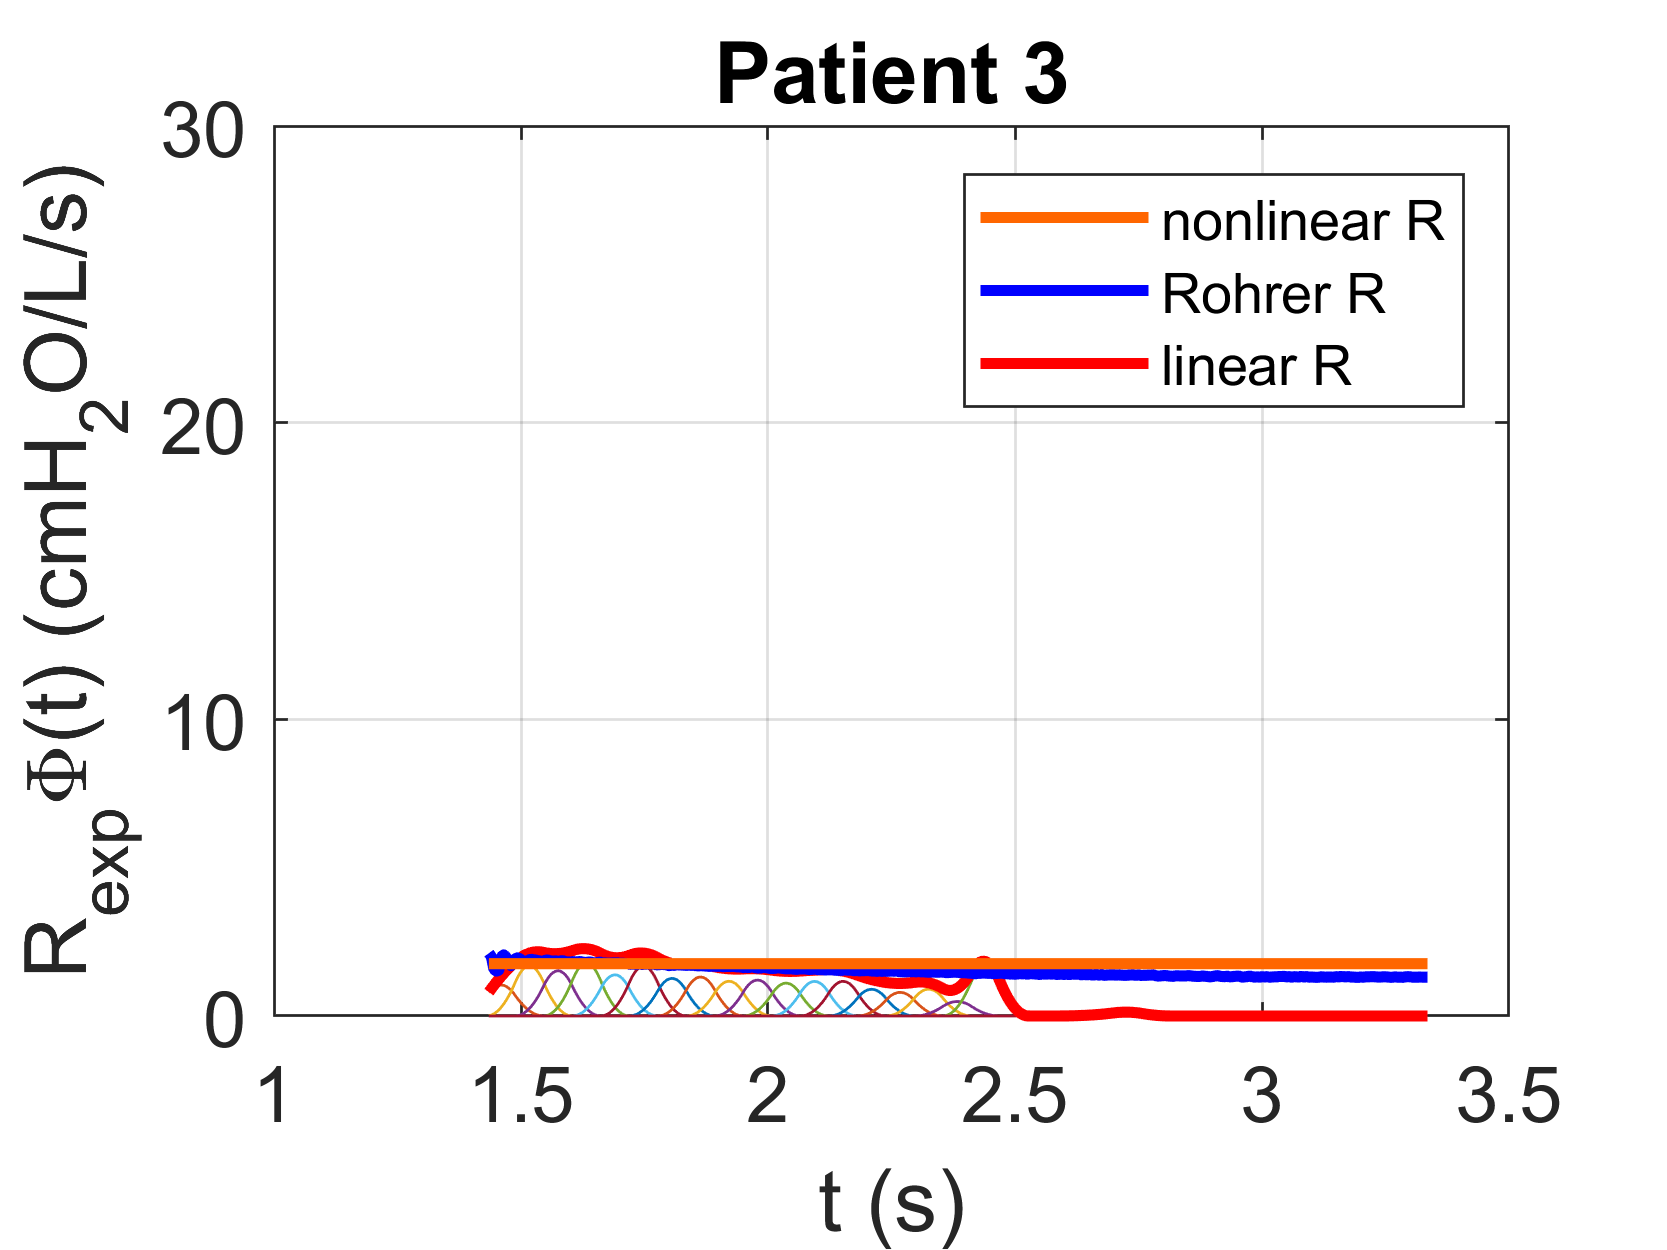 Patient 3
R_expΦ(t) (cmH_2O/L/s)
30
20
10
0
nonlinear R
Rohrer R
linear R
1 1.5 2 2.5 3 3.5
t (s)